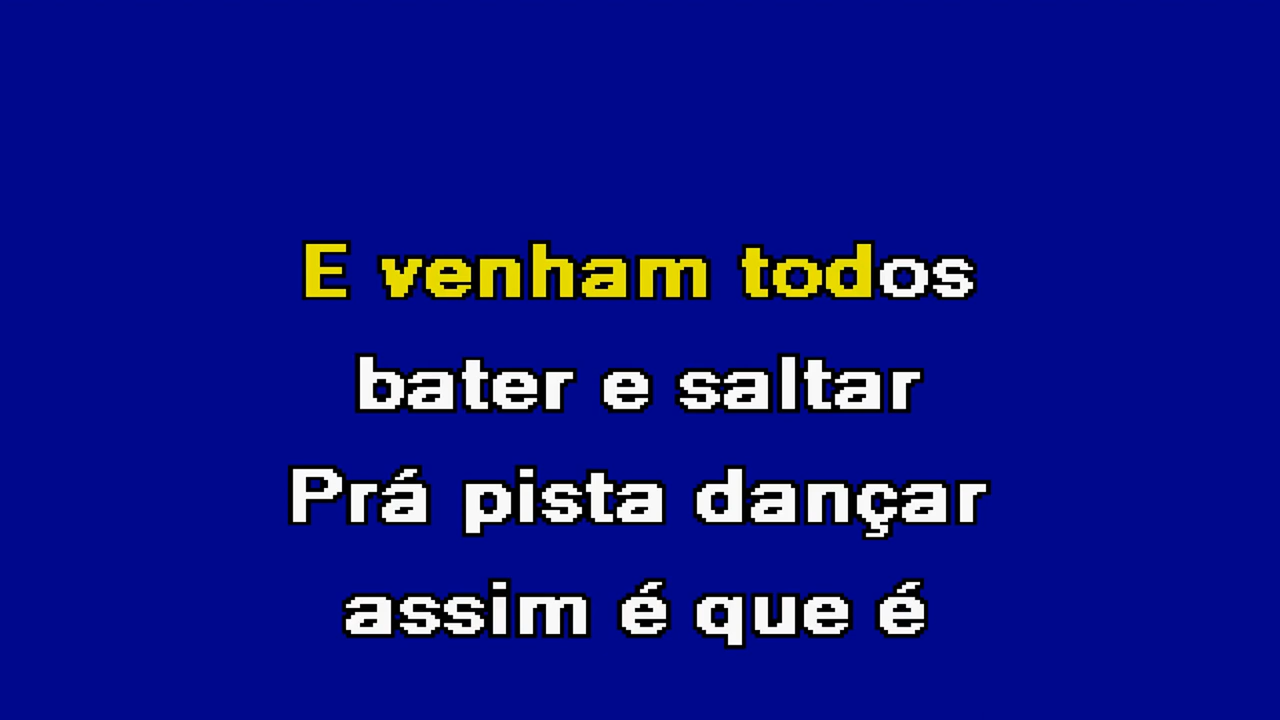 E venham todos
bater e saltar
Prá pista dançar
assim é que é